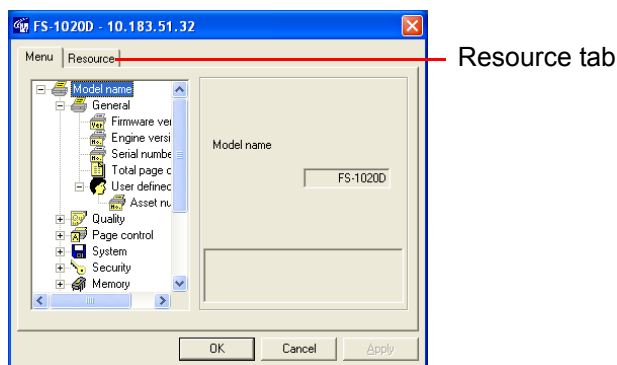 FS-1020D - 10.183.51.32
Menu
Resource
Resource tab
Model name
General
Firmware ver
Engine versi
Serial numbe
Total page c
User defined
Asset nu
Quality
Page control
System
Security
Memory
Model name
FS-1020D
OK
Cancel
Apply